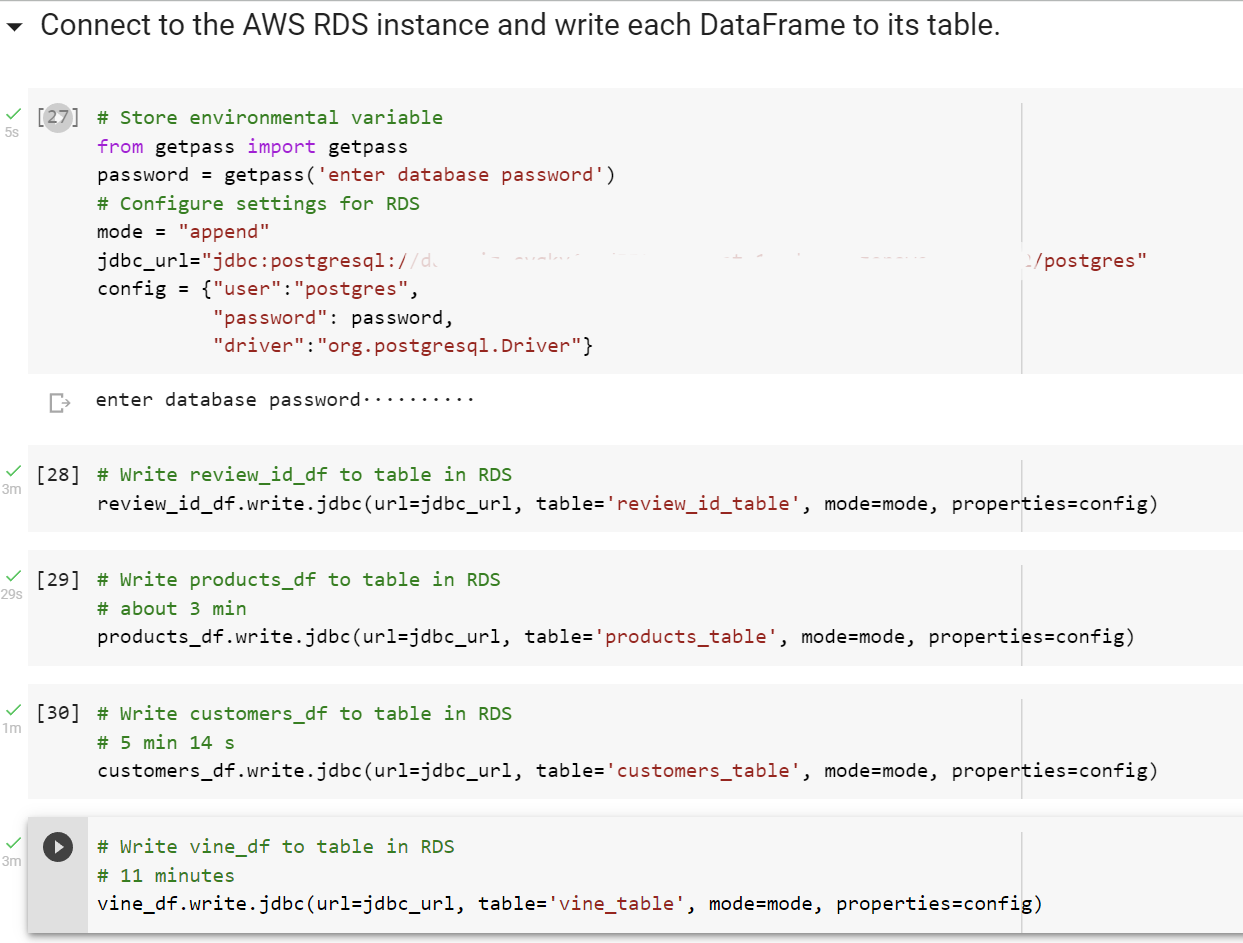 Connect to the AWS RDS instance and write each DataFrame to its table.
5s
[27] # Store environmental variable
from getpass import getpass
password = getpass('enter database password')
# Configure settings for RDS
mode = "append"
jdbc_url="jdbc:postgresql:// /postgres"
config = {"user":"postgres",
"password": password,
"driver":"org.postgresql.Driver"}
enter database password··········
3m
[28] # Write review_id_df to table in RDS
review_id_df.write.jdbc(url=jdbc_url, table='review_id_table', mode=mode, properties=config)
29s
[29] # Write products_df to table in RDS
# about 3 min
products_df.write.jdbc(url=jdbc_url, table='products_table', mode=mode, properties=config)
1m
[30] # Write customers_df to table in RDS
# 5 min 14 s
customers_df.write.jdbc(url=jdbc_url, table='customers_table', mode=mode, properties=config)
3m
# Write vine_df to table in RDS
# 11 minutes
vine_df.write.jdbc(url=jdbc_url, table='vine_table', mode=mode, properties=config)